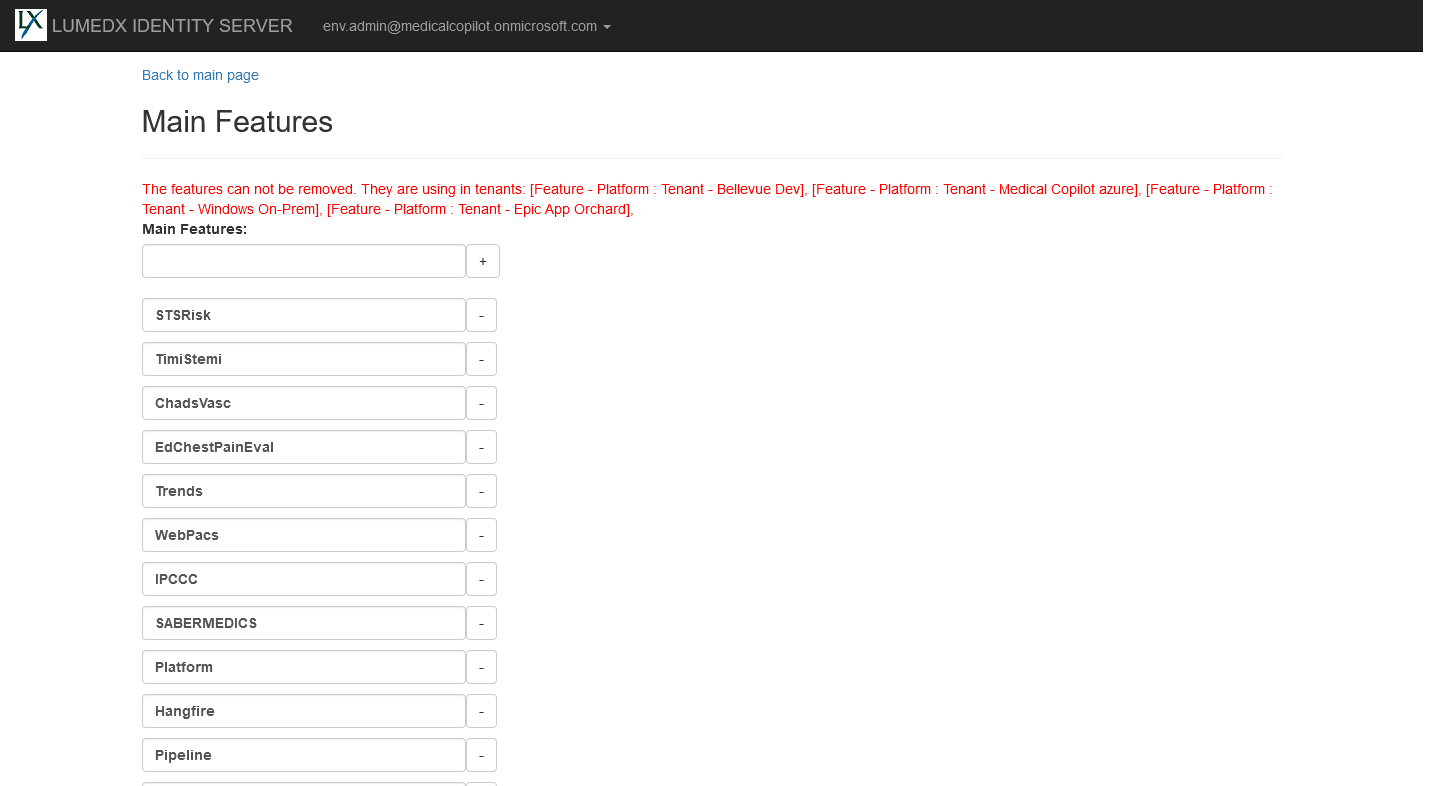 LX LUMEDX IDENTITY SERVER env.admin@medicalcopilot.onmicrosoft.com
Back to main page
Main Features
The features can not be removed. They are using in tenants: [Feature - Platform : Tenant - Bellevue Dev], [Feature - Platform : Tenant - Medical Copilot azure], [Feature - Platform :
Tenant - Windows On-Prem], [Feature - Platform : Tenant - Epic App Orchard],
Main Features:
+
STSRisk -
TimiStemi -
ChadsVasc -
EdChestPainEval -
Trends -
WebPacs -
IPCCC -
SABERMEDICS -
Platform -
Hangfire -
Pipeline -